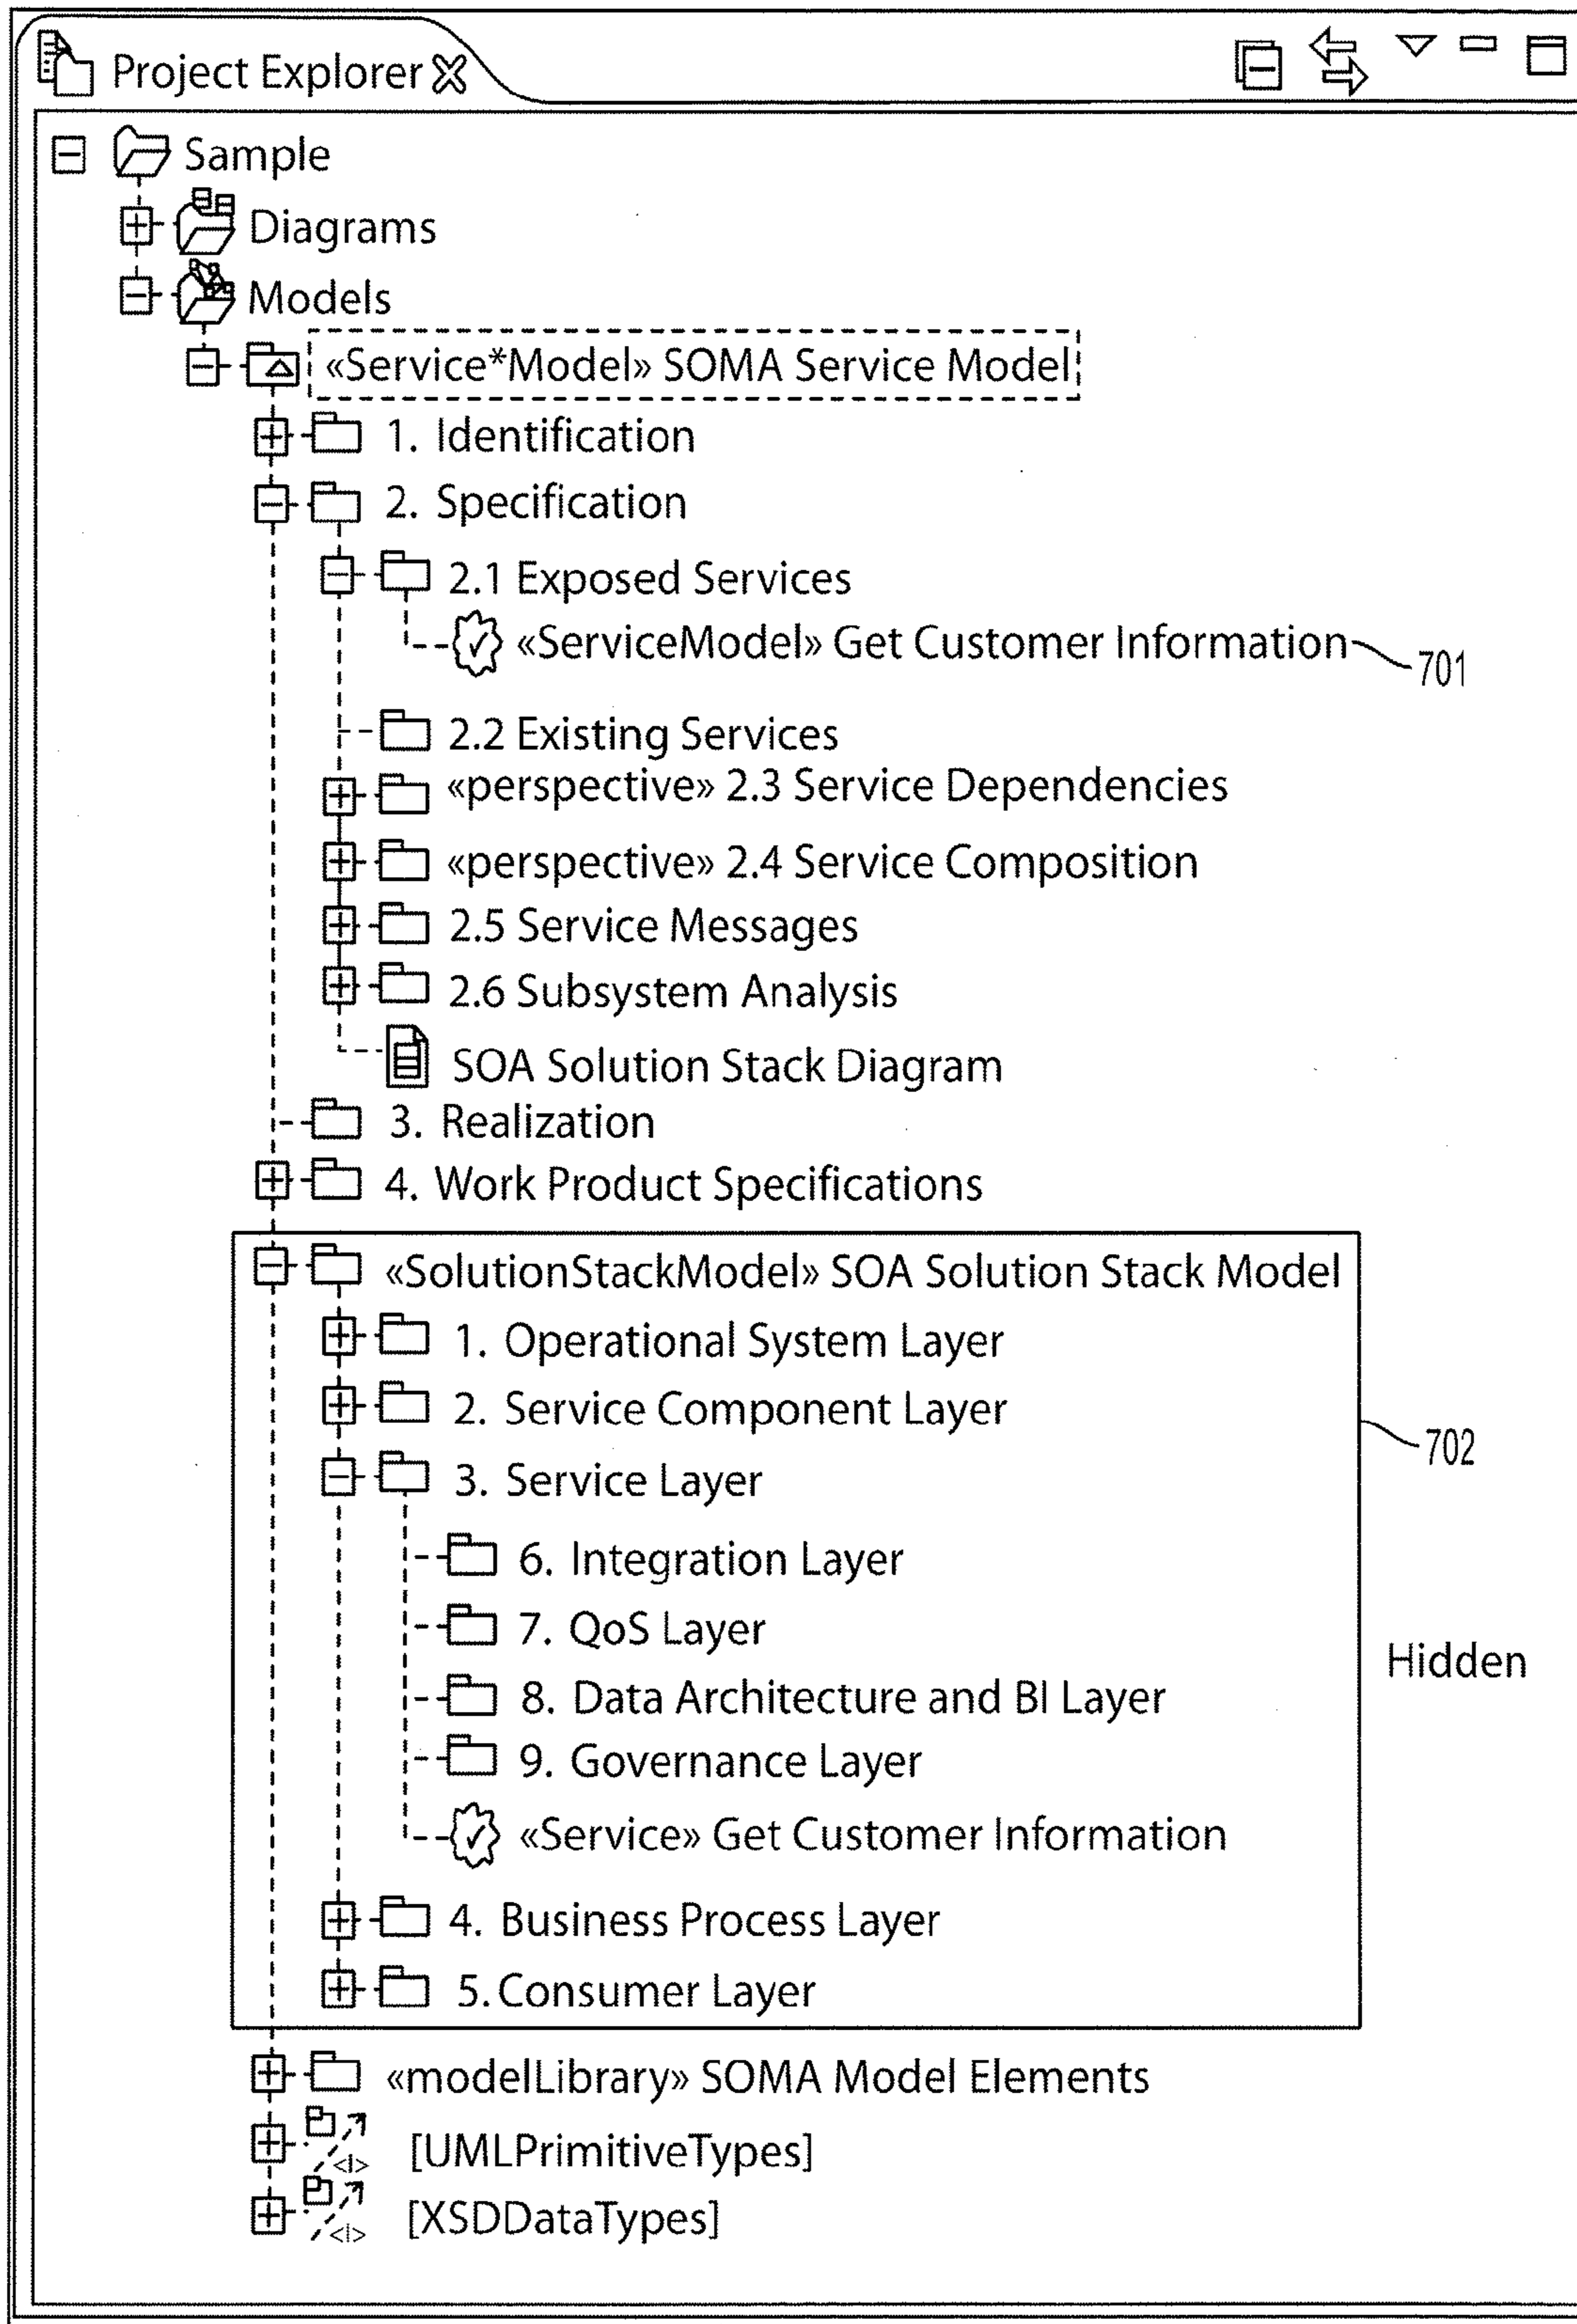 Project Explorer
Sample
Diagrams
Models
«Service*Model» SOMA Service Model
1. Identification
2. Specification
2.1 Exposed Services
«ServiceModel» Get Customer Information
701
2.2 Existing Services
«perspective» 2.3 Service Dependencies
«perspective» 2.4 Service Composition
2.5 Service Messages
2.6 Subsystem Analysis
SOA Solution Stack Diagram
3. Realization
4. Work Product Specifications
«SolutionStackModel» SOA Solution Stack Model
1. Operational System Layer
2. Service Component Layer
702
3. Service Layer
6. Integration Layer
7. QoS Layer
Hidden
8. Data Architecture and BI Layer
9. Governance Layer
«Service» Get Customer Information
4. Business Process Layer
5. Consumer Layer
«modelLibrary» SOMA Model Elements
[UMLPrimitiveTypes]
[XSDDataTypes]